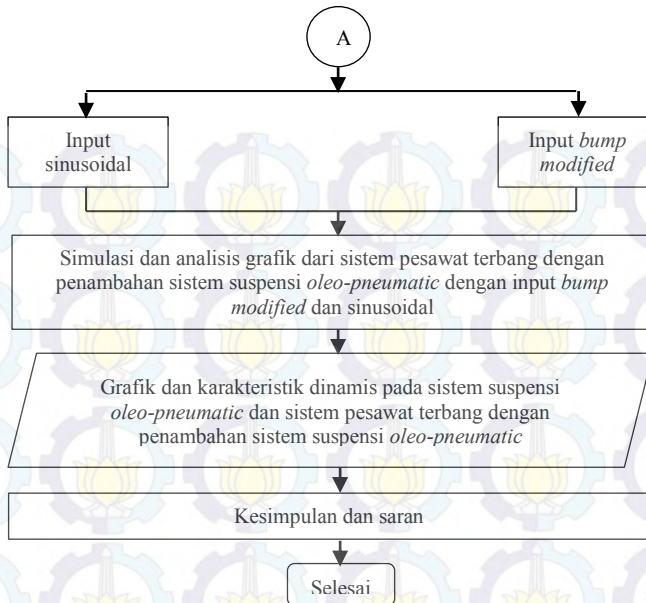 A
Input
sinusoidal
Input bump
modified
Simulasi dan analisis grafik dari sistem pesawat terbang dengan
penambahan sistem suspensi oleo-pneumatic dengan input bump
modified dan sinusoidal
Grafik dan karakteristik dinamis pada sistem suspensi
oleo-pneumatic dan sistem pesawat terbang dengan
penambahan sistem suspensi oleo-pneumatic
Kesimpulan dan saran
Selesai